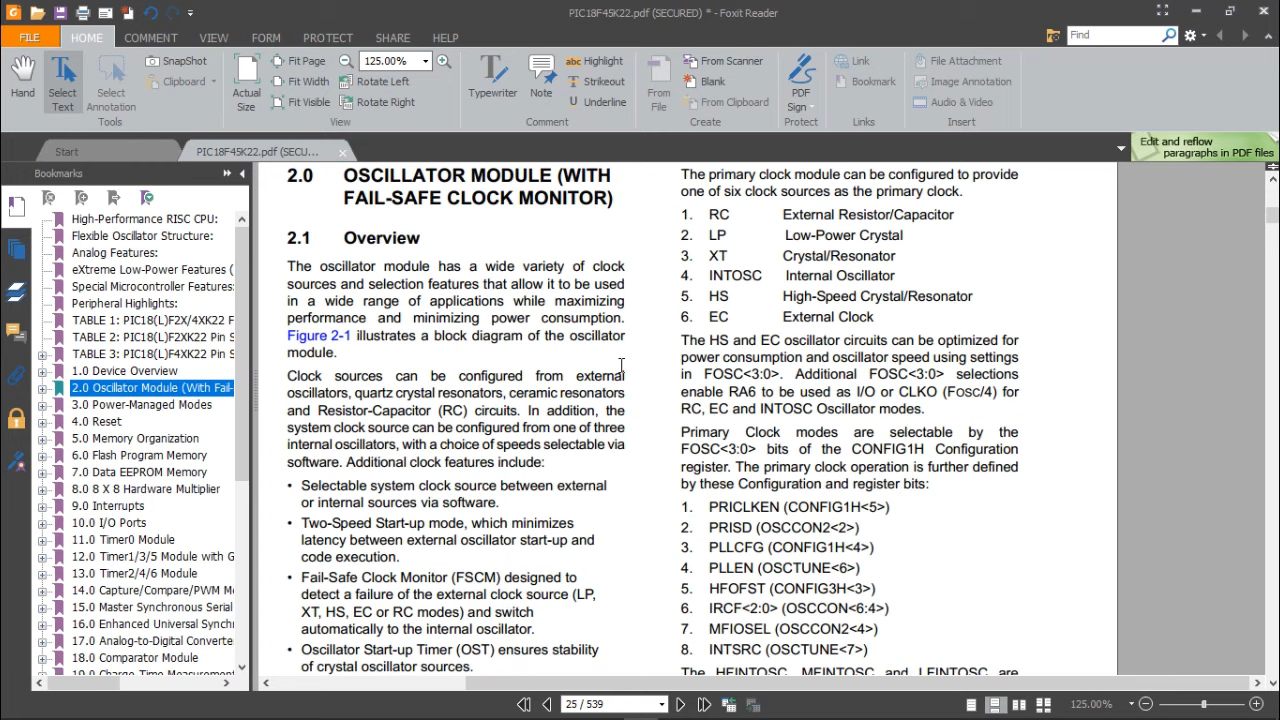 PIC18F45K22.pdf (SECURED) * - Foxit Reader
FILE
HOME
COMMENT
VIEW
FORM
PROTECT
SHARE
HELP
Find
Hand
Select
Text
Select
Annotation
SnapShot
Clipboard
Tools
Actual
Size
Fit Page
Fit Width
Fit Visible
125.00%
Rotate Left
Rotate Right
View
Typewriter
Note
Highlight
Strikeout
Underline
Comment
From
File
From Scanner
Blank
From Clipboard
Create
PDF
Sign
Protect
Link
Bookmark
Links
File Attachment
Image Annotation
Audio & Video
Insert
Start
PIC18F45K22.pdf (SECU...
Edit and reflow
paragraphs in PDF files
Bookmarks
High-Performance RISC CPU:
Flexible Oscillator Structure:
Analog Features:
eXtreme Low-Power Features (
Special Microcontroller Features:
Peripheral Highlights:
TABLE 1: PIC18(L)F2X/4XK22 F
TABLE 2: PIC18(L)F2XK22 Pin S
TABLE 3: PIC18(L)F4XK22 Pin S
1.0 Device Overview
2.0 Oscillator Module (With Fail-
3.0 Power-Managed Modes
4.0 Reset
5.0 Memory Organization
6.0 Flash Program Memory
7.0 Data EEPROM Memory
8.0 8 X 8 Hardware Multiplier
9.0 Interrupts
10.0 I/O Ports
11.0 Timer0 Module
12.0 Timer1/3/5 Module with G
13.0 Timer2/4/6 Module
14.0 Capture/Compare/PWM M
15.0 Master Synchronous Serial
16.0 Enhanced Universal Synchr
17.0 Analog-to-Digital Converte
18.0 Comparator Module
19.0 Charge-Time Measurement
2.0 OSCILLATOR MODULE (WITH
FAIL-SAFE CLOCK MONITOR)
2.1 Overview
The oscillator module has a wide variety of clock
sources and selection features that allow it to be used
in a wide range of applications while maximizing
performance and minimizing power consumption.
Figure 2-1 illustrates a block diagram of the oscillator
module.
Clock sources can be configured from external
oscillators, quartz crystal resonators, ceramic resonators
and Resistor-Capacitor (RC) circuits. In addition, the
system clock source can be configured from one of three
internal oscillators, with a choice of speeds selectable via
software. Additional clock features include:
• Selectable system clock source between external
or internal sources via software.
• Two-Speed Start-up mode, which minimizes
latency between external oscillator start-up and
code execution.
• Fail-Safe Clock Monitor (FSCM) designed to
detect a failure of the external clock source (LP,
XT, HS, EC or RC modes) and switch
automatically to the internal oscillator.
• Oscillator Start-up Timer (OST) ensures stability
of crystal oscillator sources.
The primary clock module can be configured to provide
one of six clock sources as the primary clock.
1. RC External Resistor/Capacitor
2. LP Low-Power Crystal
3. XT Crystal/Resonator
4. INTOSC Internal Oscillator
5. HS High-Speed Crystal/Resonator
6. EC External Clock
The HS and EC oscillator circuits can be optimized for
power consumption and oscillator speed using settings
in FOSC<3:0>. Additional FOSC<3:0> selections
enable RA6 to be used as I/O or CLKO (FOSC/4) for
RC, EC and INTOSC Oscillator modes.
Primary Clock modes are selectable by the
FOSC<3:0> bits of the CONFIG1H Configuration
register. The primary clock operation is further defined
by these Configuration and register bits:
1. PRICLKEN (CONFIG1H<5>)
2. PRISD (OSCCON2<2>)
3. PLLCFG (CONFIG1H<4>)
4. PLLEN (OSCTUNE<6>)
5. HFOFST (CONFIG3H<3>)
6. IRCF<2:0> (OSCCON<6:4>)
7. MFIOSEL (OSCCON2<4>)
8. INTSRC (OSCTUNE<7>)
The HFINTOSC, MFINTOSC and LFINTOSC are
25 / 539
125.00%